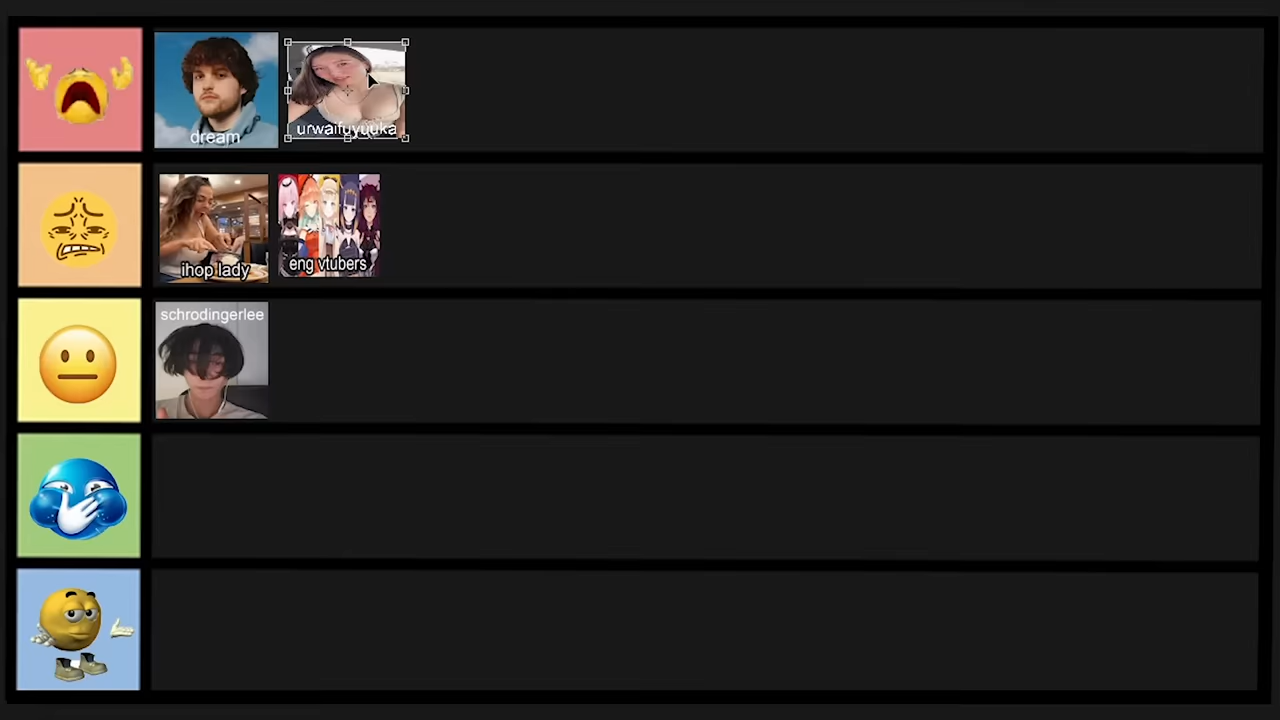 dream
urwaifuyuuka
ihop lady
eng vtubers
schrodingerlee